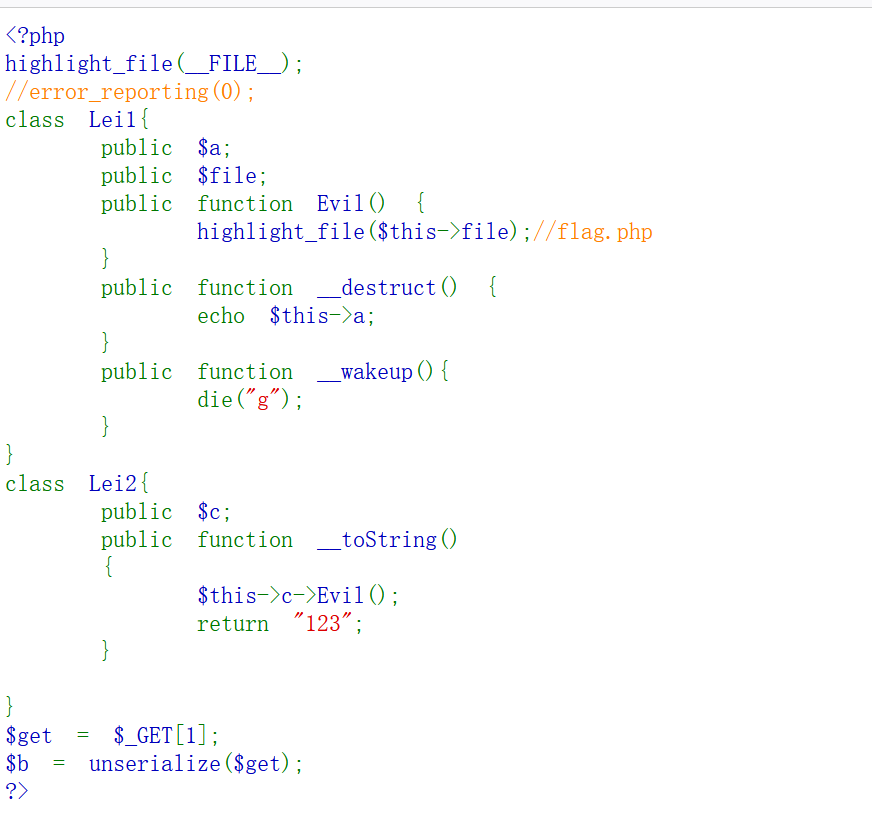 <?php
highlight_file(__FILE__);
//error_reporting(0);
class Lei1{
public $a;
public $file;
public function Evil() {
highlight_file($this->file);//flag.php
}
public function __destruct() {
echo $this->a;
}
public function __wakeup(){
die("g");
}
}
class Lei2{
public $c;
public function __toString()
{
$this->c->Evil();
return "123";
}
}
$get = $_GET[1];
$b = unserialize($get);
?>